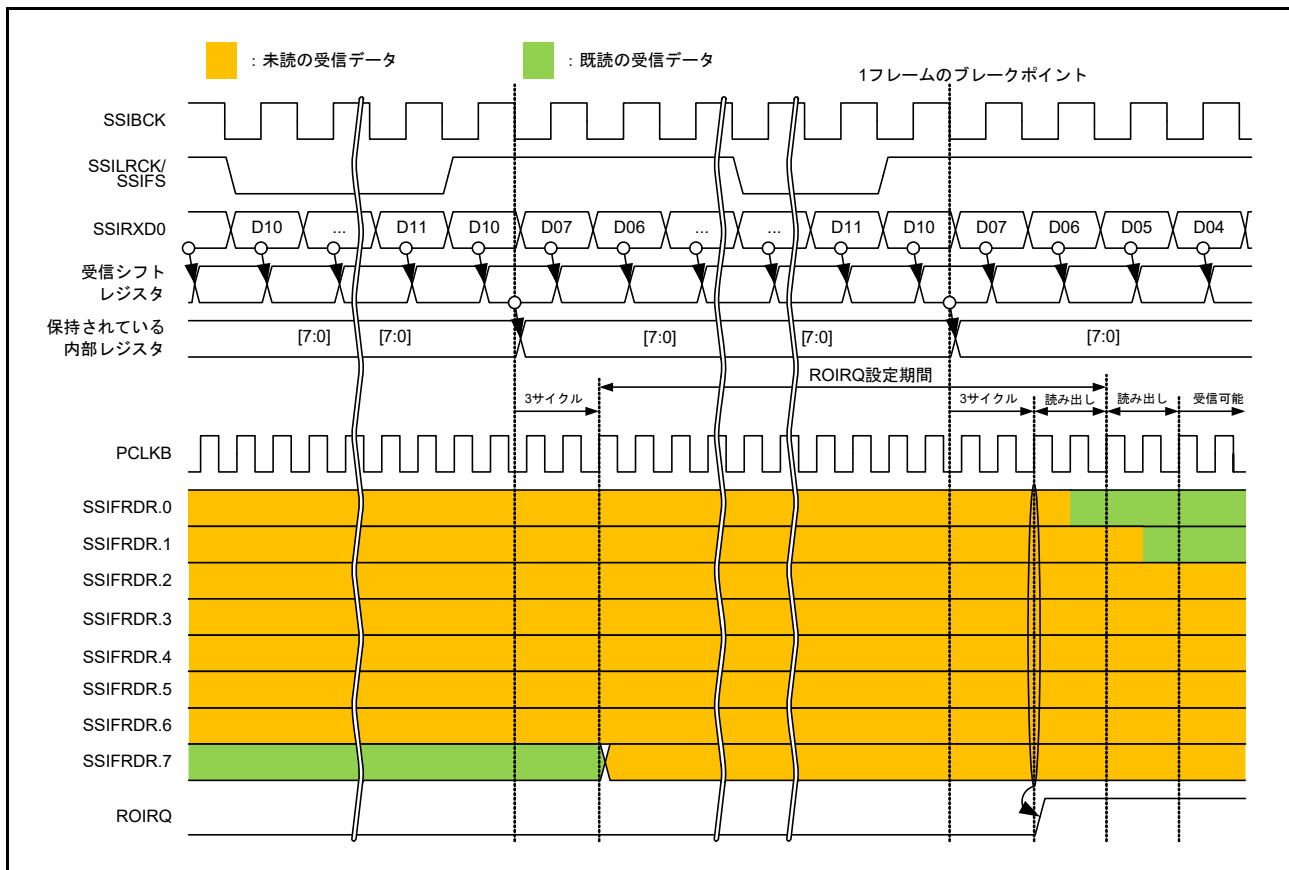 ：未読の受信データ
：既読の受信データ
1フレームのブレークポイント
SSIBCK
SSILRCK/
SSIFS
SSIRXD0
D10 ... D11 D10 D07 D06 ... ... D11 D10 D07 D06 D05 D04
受信シフト
レジスタ
保持されている
内部レジスタ
[7:0] [7:0] [7:0] [7:0] [7:0]
ROIRQ設定期間
3サイクル 3サイクル 読み出し 読み出し 受信可能
PCLKB
SSIFRDR.0
SSIFRDR.1
SSIFRDR.2
SSIFRDR.3
SSIFRDR.4
SSIFRDR.5
SSIFRDR.6
SSIFRDR.7
ROIRQ